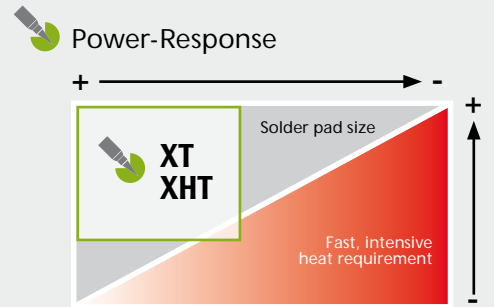 Power-Response
+ -
+
Solder pad size
XT
XHT
Fast, intensive
heat requirement
-